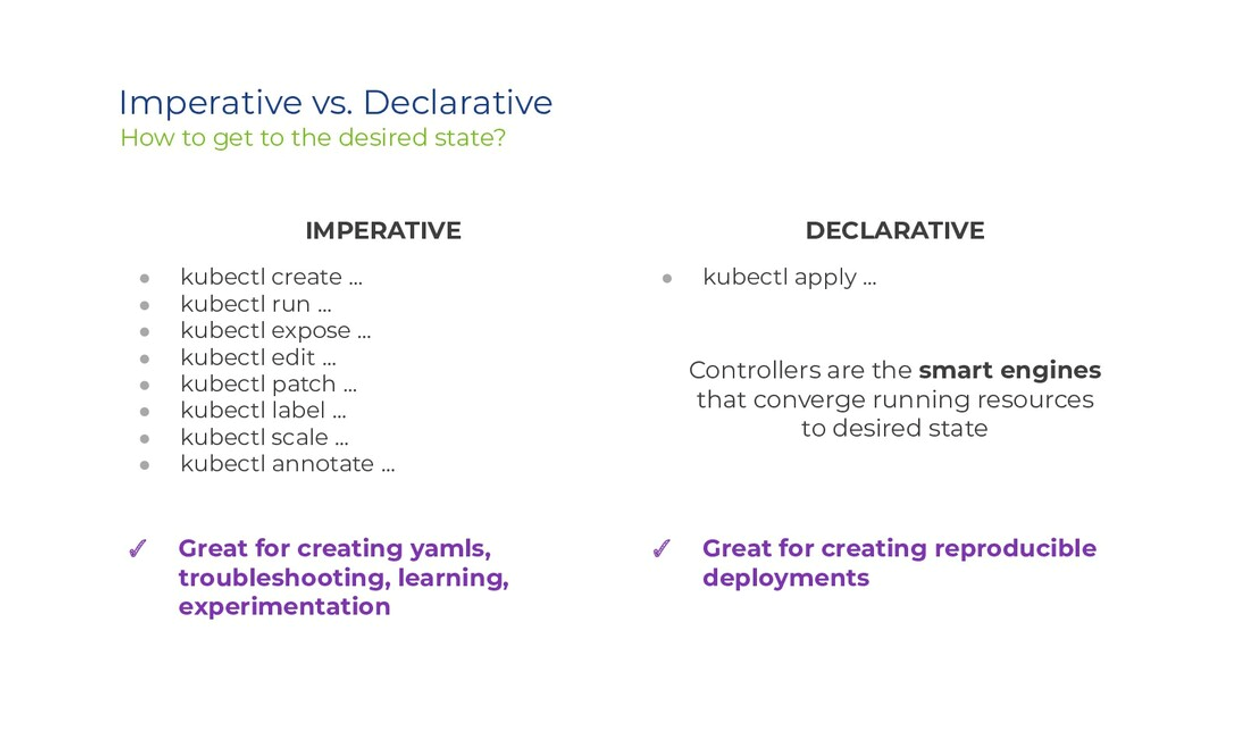 Imperative vs. Declarative
How to get to the desired state?
IMPERATIVE
● kubectl create ...
● kubectl run ...
● kubectl expose ...
● kubectl edit ...
● kubectl patch ...
● kubectl label ...
● kubectl scale ...
● kubectl annotate ...
✓ Great for creating yamls,
troubleshooting, learning,
experimentation
DECLARATIVE
● kubectl apply ...
Controllers are the smart engines
that converge running resources
to desired state
✓ Great for creating reproducible
deployments